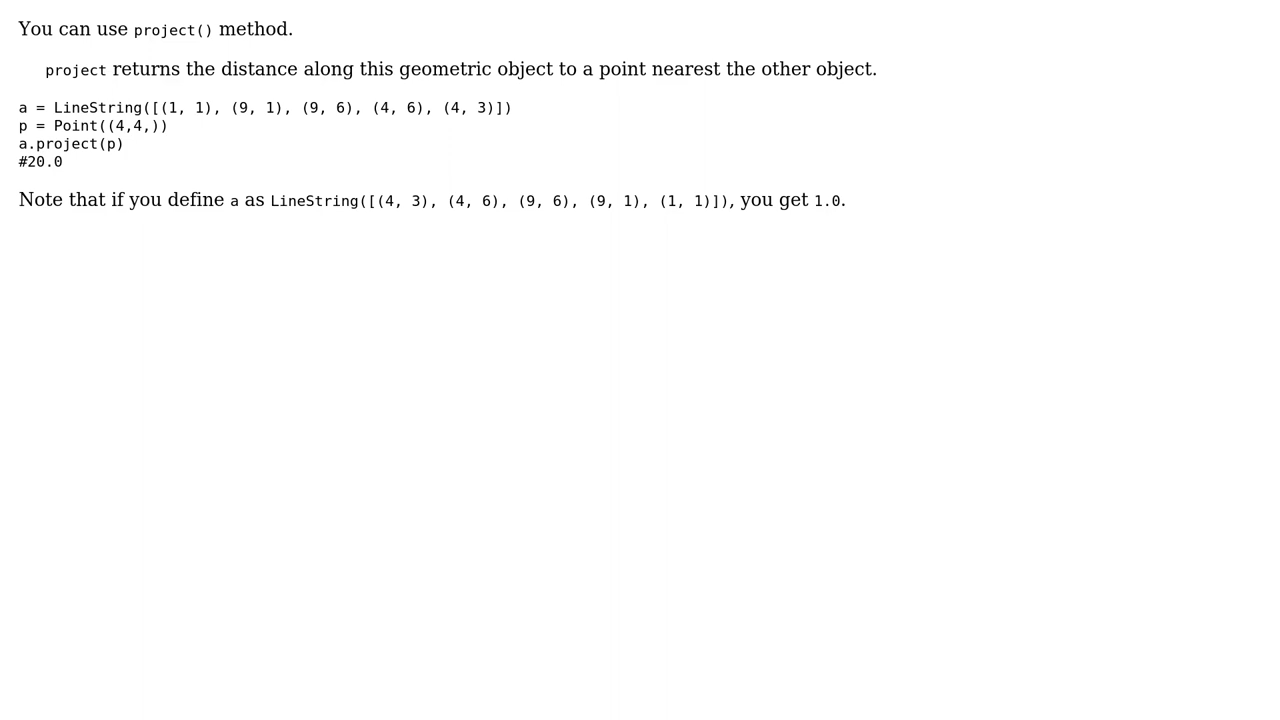 You can use project() method.
project returns the distance along this geometric object to a point nearest the other object.
a = LineString([(1, 1), (9, 1), (9, 6), (4, 6), (4, 3)])
p = Point((4,4,))
a.project(p)
#20.0
Note that if you define a as LineString([(4, 3), (4, 6), (9, 6), (9, 1), (1, 1)]), you get 1.0.